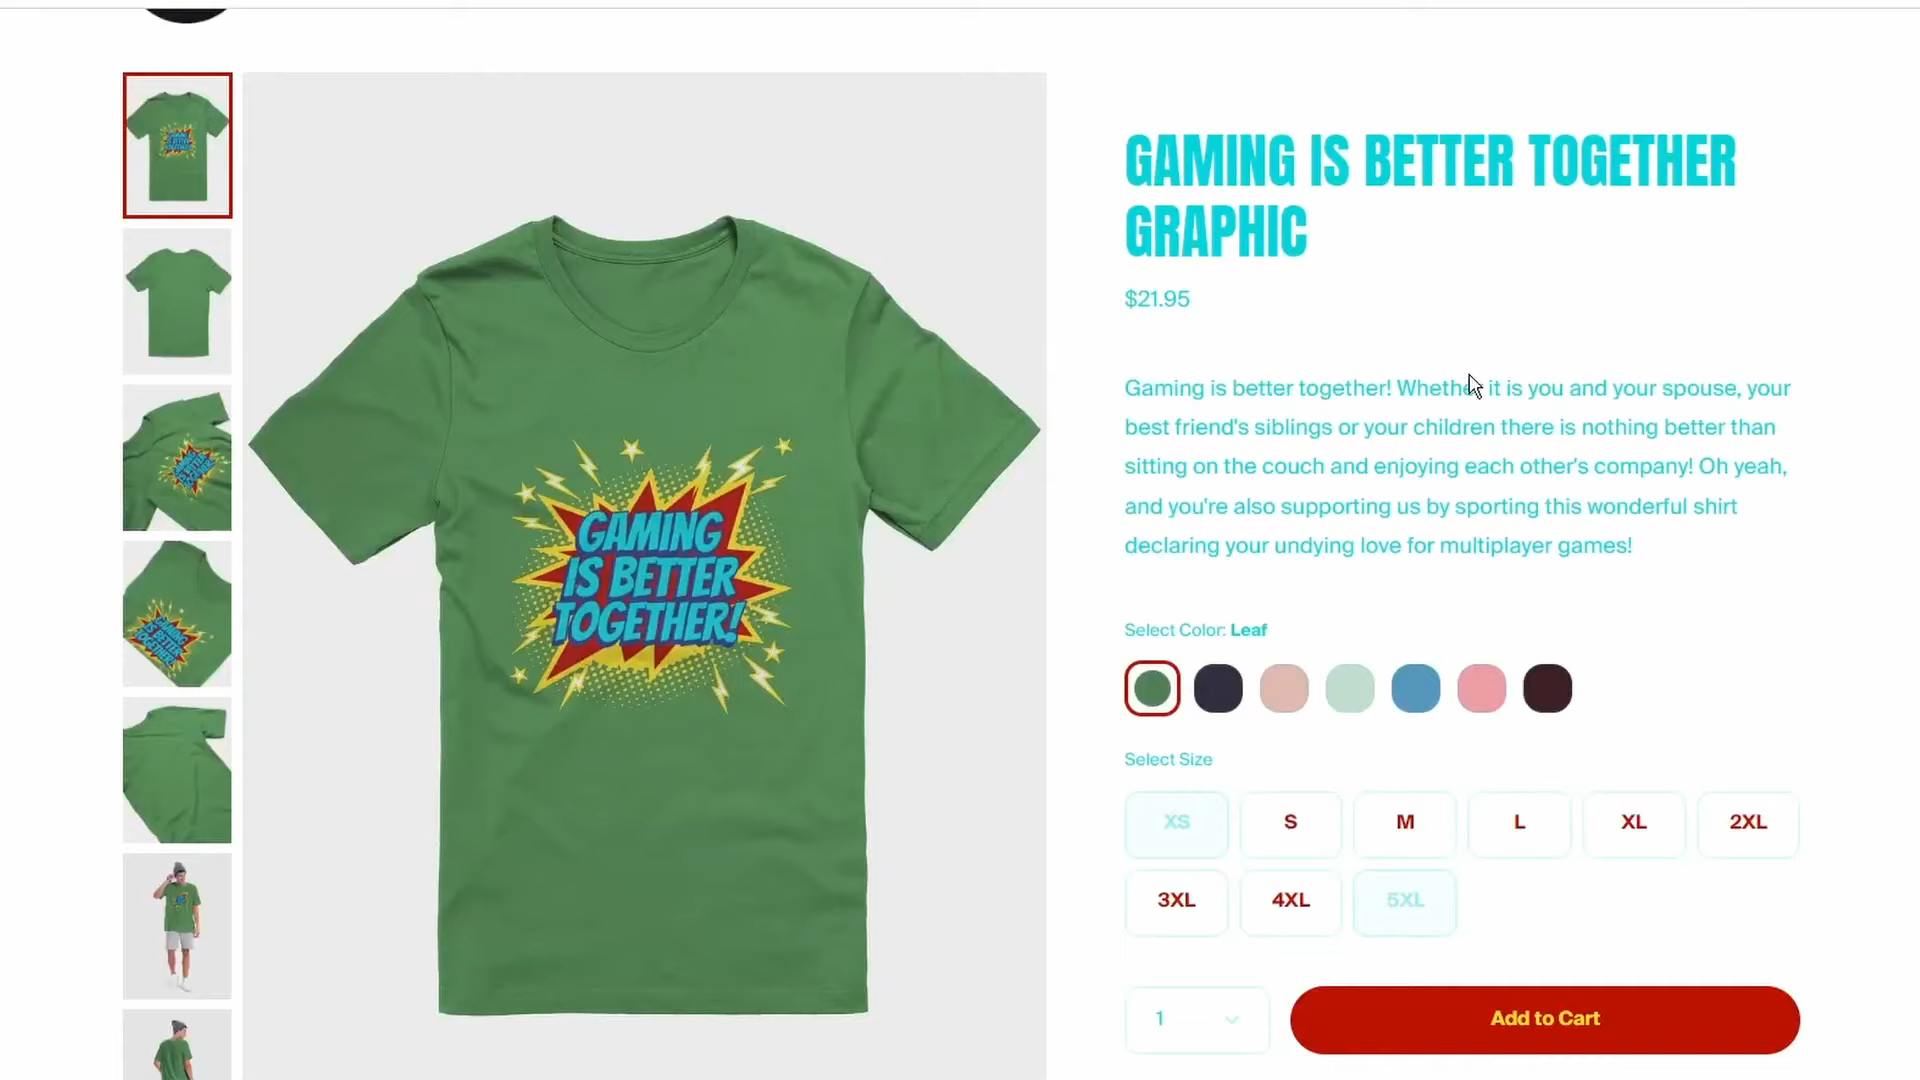 GAMING IS BETTER TOGETHER
GRAPHIC
$21.95
Gaming is better together! Whether it is you and your spouse, your
best friend's siblings or your children there is nothing better than
sitting on the couch and enjoying each other's company! Oh yeah,
and you're also supporting us by sporting this wonderful shirt
declaring your undying love for multiplayer games!
GAMING
IS BETTER
TOGETHER!
Select Color: Leaf
Select Size
XS S M L XL 2XL
3XL 4XL 5XL
1 Add to Cart